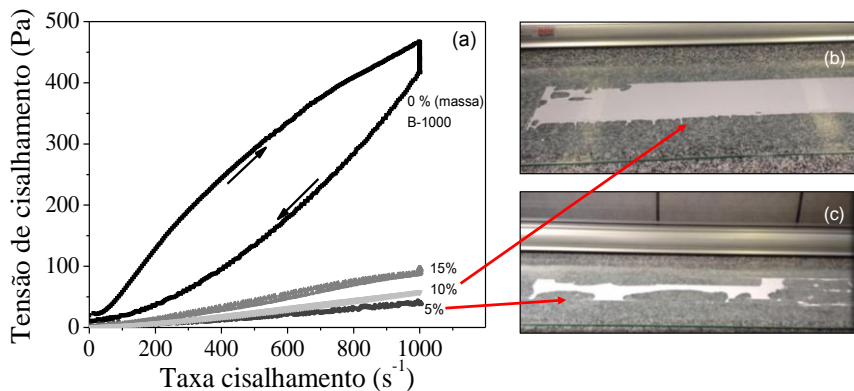 Tensão de cisalhamento (Pa)
500
400
300
200
100
0
(a)
0 % (massa)
B-1000
15%
10%
5%
0
200
400
600
800
1000
Taxa cisalhamento (s⁻¹)
(b)
(c)